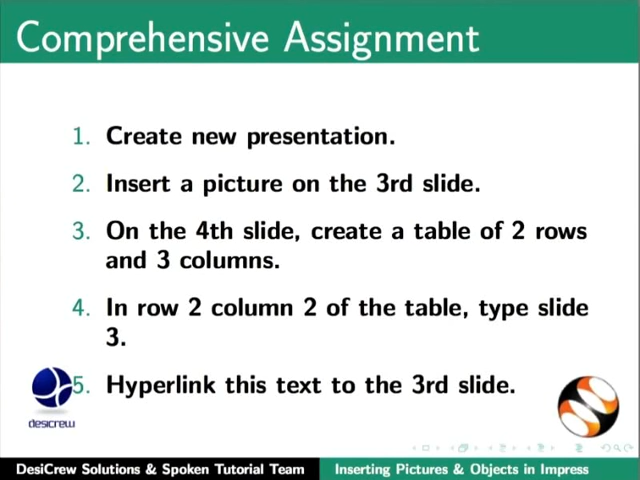 Comprehensive Assignment
1. Create new presentation.
2. Insert a picture on the 3rd slide.
3. On the 4th slide, create a table of 2 rows
and 3 columns.
4. In row 2 column 2 of the table, type slide
3.
5. Hyperlink this text to the 3rd slide.
desicrew
DesiCrew Solutions & Spoken Tutorial Team
Inserting Pictures & Objects in Impress